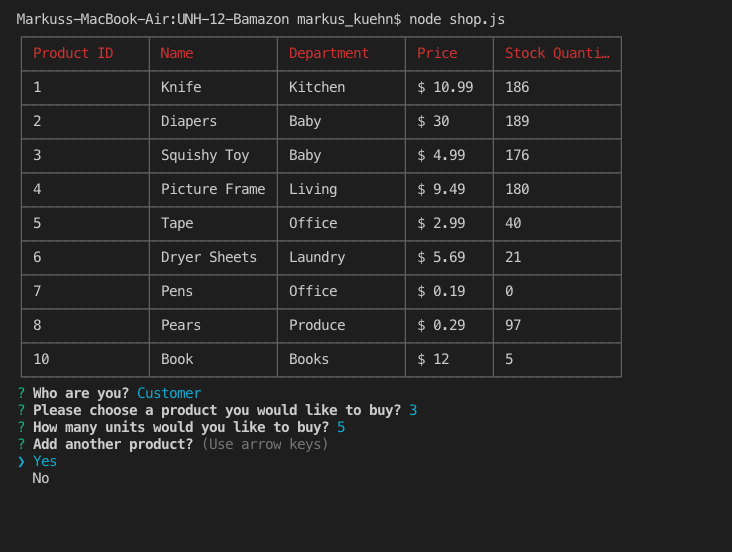 Markuss-MacBook-Air:UNH-12-Bamazon markus_kuehn$ node shop.js
Product ID Name Department Price Stock Quanti…
1 Knife Kitchen $ 10.99 186
2 Diapers Baby $ 30 189
3 Squishy Toy Baby $ 4.99 176
4 Picture Frame Living $ 9.49 180
5 Tape Office $ 2.99 40
6 Dryer Sheets Laundry $ 5.69 21
7 Pens Office $ 0.19 0
8 Pears Produce $ 0.29 97
10 Book Books $ 12 5
? Who are you? Customer
? Please choose a product you would like to buy? 3
? How many units would you like to buy? 5
? Add another product? (Use arrow keys)
❯ Yes
No